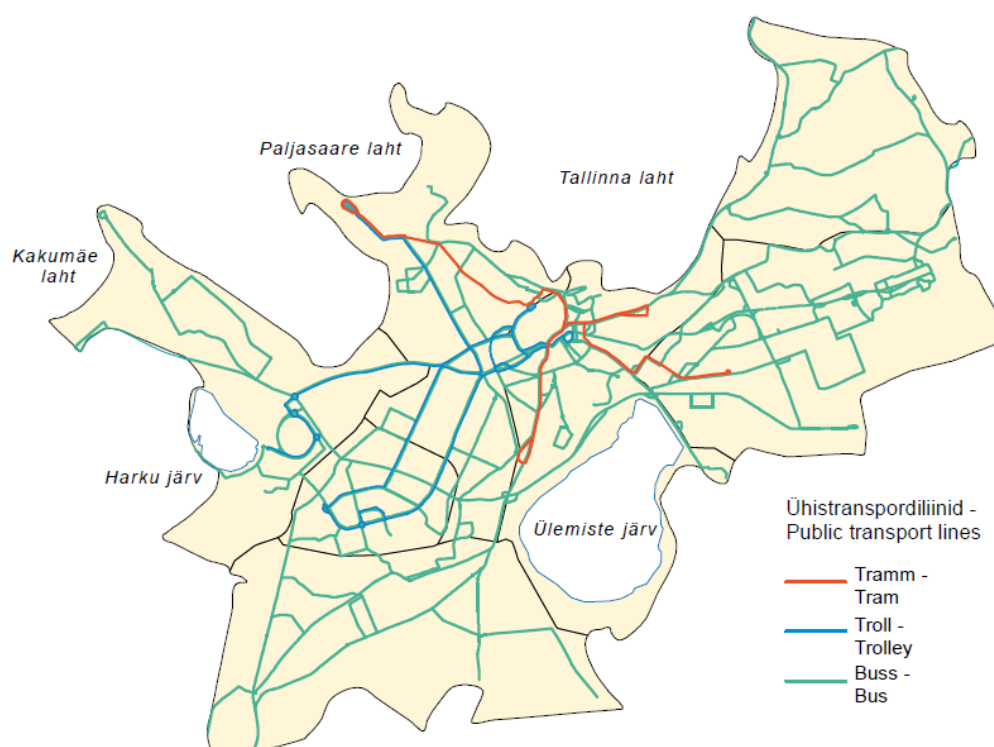 Paljasaare laht
Tallinna laht
Kakumäe
laht
Harku järv
Ülemiste järv
Ühistranspordiliinid -
Public transport lines
Tramm -
Tram
Troll -
Trolley
Buss -
Bus